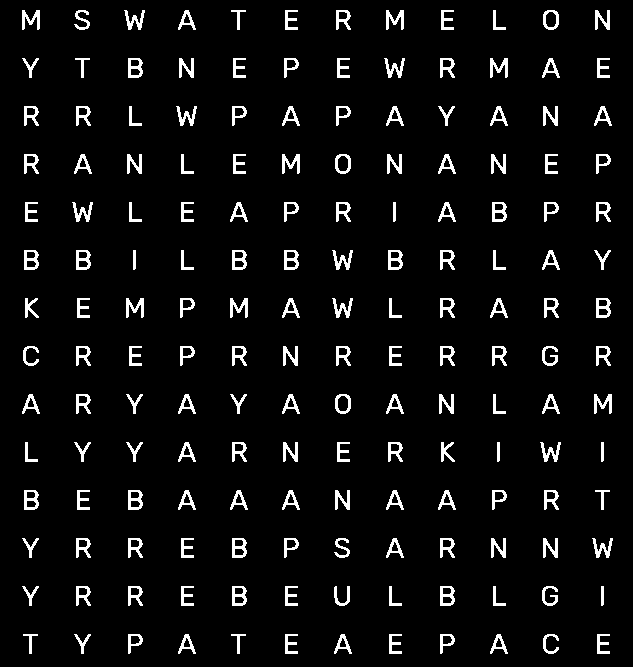 M S W A T E R M E L O N
Y T B N E P E W R M A E
R R L W P A P A Y A N A
R A N L E M O N A N E P
E W L E A P R I A B P R
B B I L B B W B R L A Y
K E M P M A W L R A R B
C R E P R N R E R R G R
A R Y A Y A O A N L A M
L Y Y A R N E R K I W I
B E B A A A N A A P R T
Y R R E B P S A R N N W
Y R R E B E U L B L G I
T Y P A T E A E P A C E